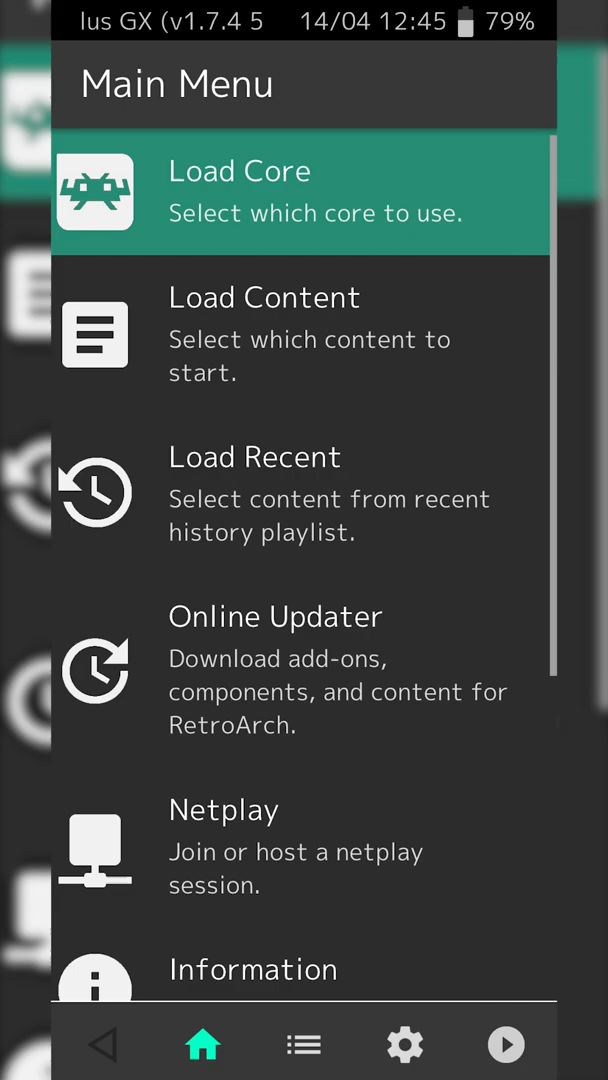 lus GX (v1.7.4 5 14/04 12:45 79%
Main Menu
Load Core
Select which core to use.
Load Content
Select which content to
start.
Load Recent
Select content from recent
history playlist.
Online Updater
Download add-ons,
components, and content for
RetroArch.
Netplay
Join or host a netplay
session.
Information